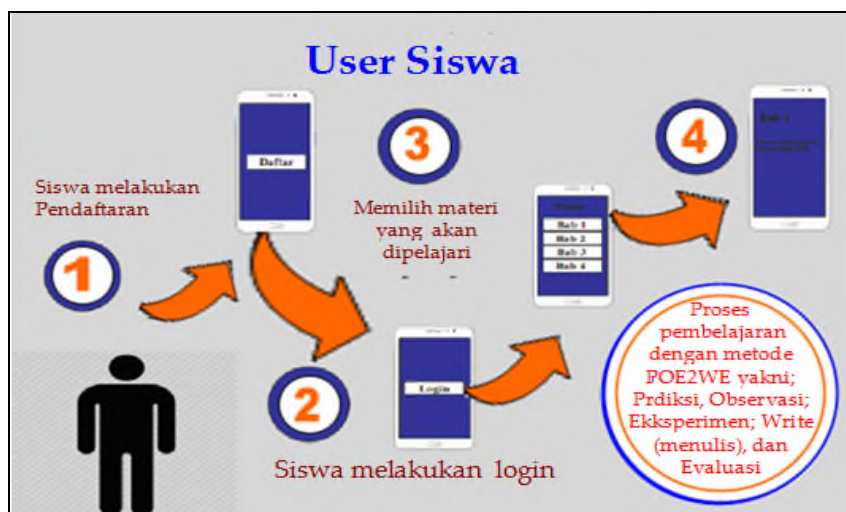 User Siswa
Siswa melakukan
Pendaftaran
1
Daftar
2
Siswa melakukan login
Login
3
Memilih materi
yang akan
dipelajari
Bab 1
Bab 2
Bab 3
Bab 4
4
Bab 1
Proses
pembelajaran
dengan metode
POE2WE yakni;
Prdiksi, Observasi;
Ekksperimen; Write
(menulis), dan
Evaluasi